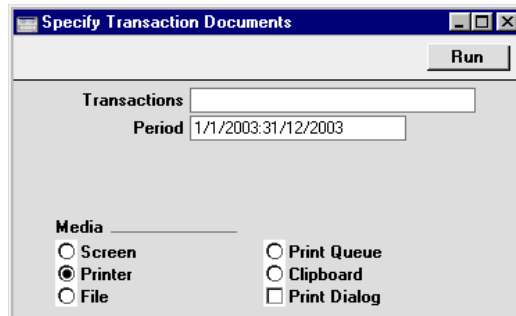 Specify Transaction Documents
Run
Transactions
Period 1/1/2003:31/12/2003
Media
Screen Print Queue
Printer Clipboard
File Print Dialog